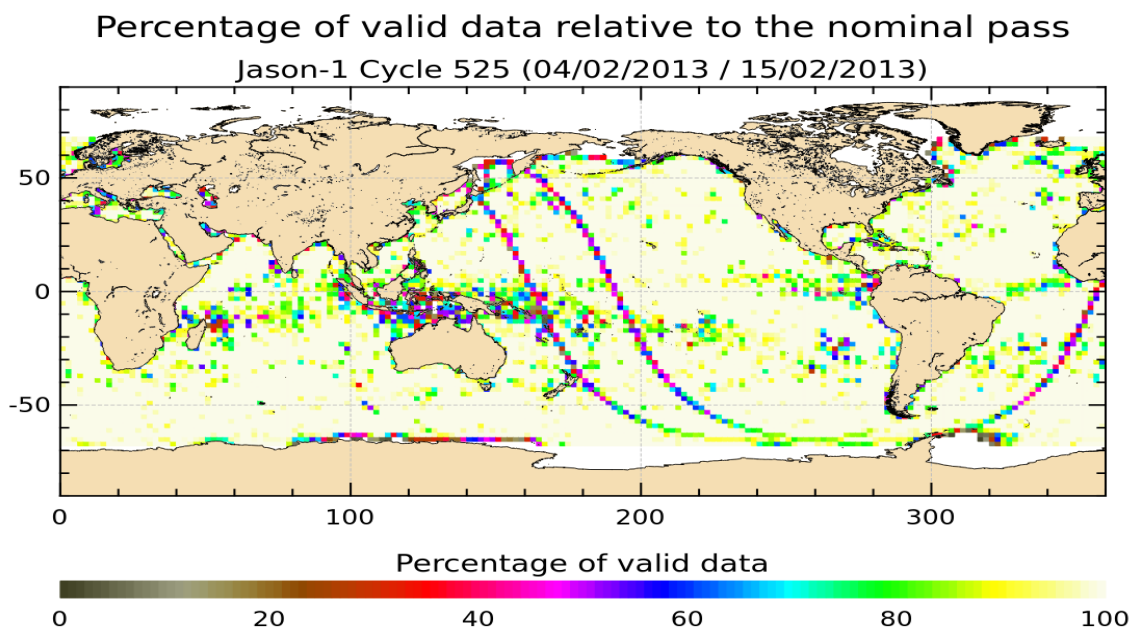 Percentage of valid data relative to the nominal pass
Jason-1 Cycle 525 (04/02/2013 / 15/02/2013)
50
0
-50
0 100 200 300
Percentage of valid data
0 20 40 60 80 100